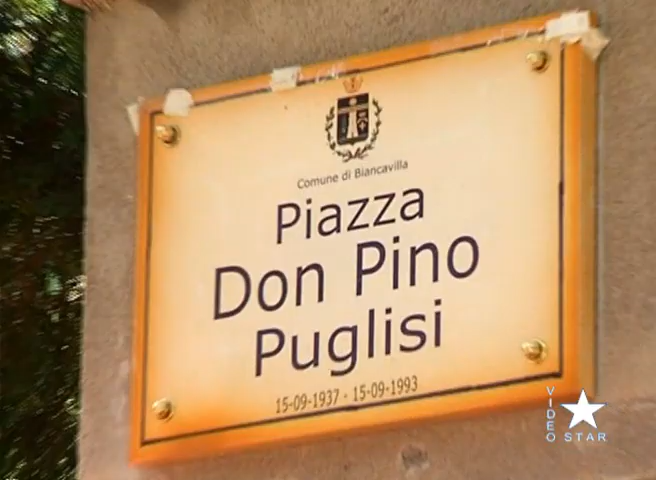 Comune di Biancavilla
Piazza
Don Pino
Puglisi
15-09-1937 - 15-09-1993
VIDEO STAR